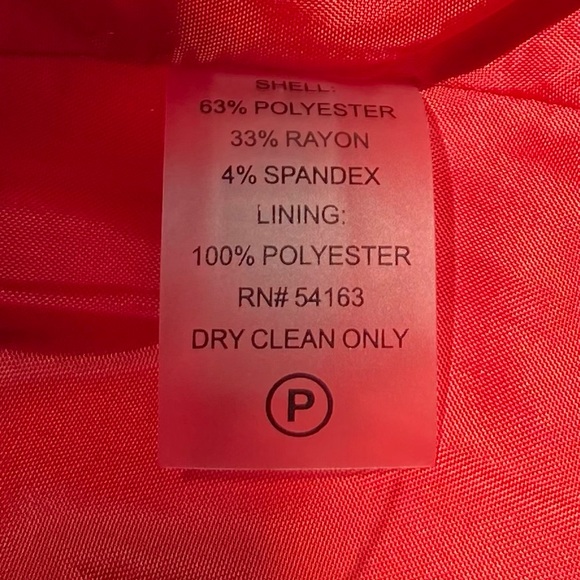 SHELL:
63% POLYESTER
33% RAYON
4% SPANDEX
LINING:
100% POLYESTER
RN# 54163
DRY CLEAN ONLY
P